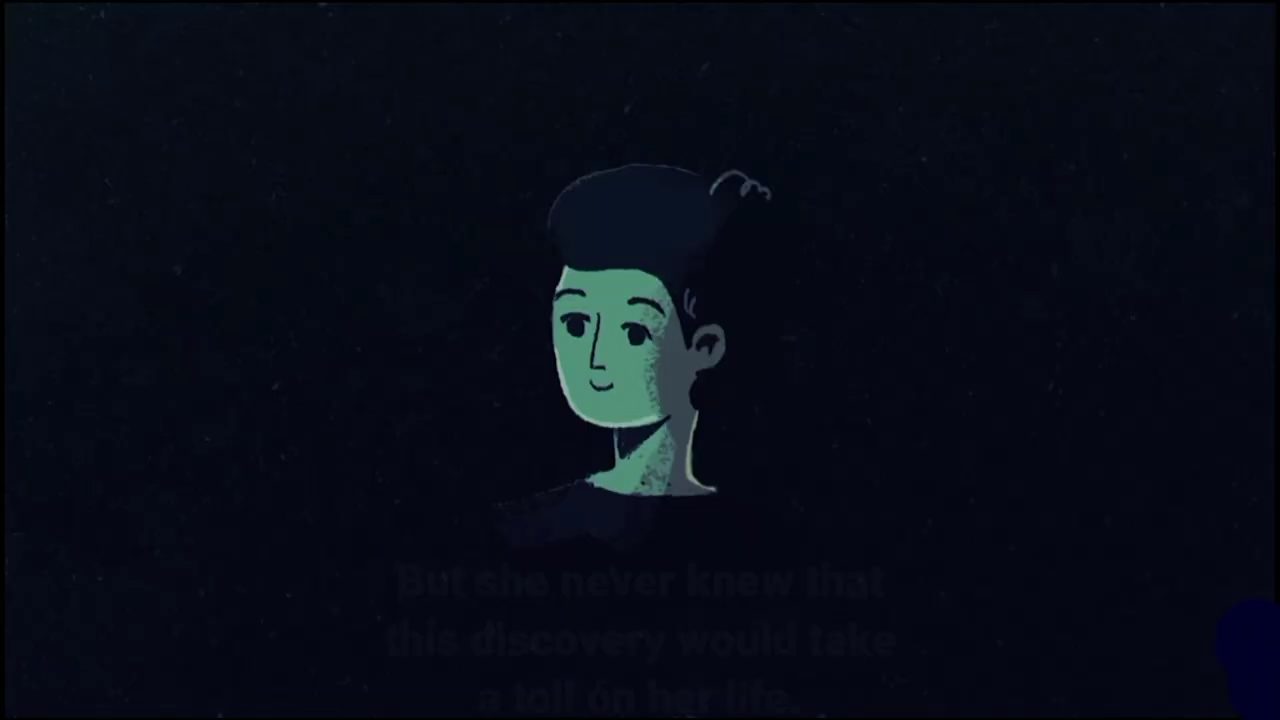 But she never knew that
this discovery would take
a toll on her life.